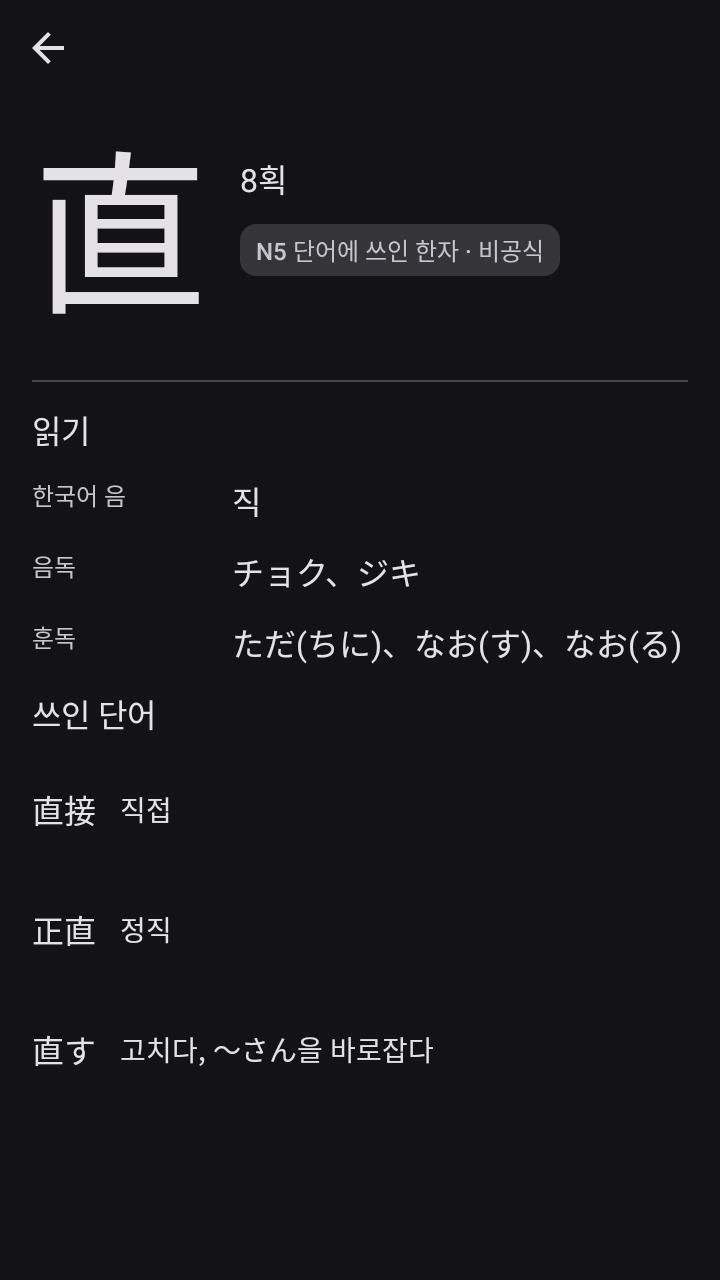 直
8획
N5 단어에 쓰인 한자 · 비공식
읽기
한국어 음 직
음독 チョク、ジキ
훈독 ただ(ちに)、なお(す)、なお(る)
쓰인 단어
直接 직접
正直 정직
直す 고치다, ～さん을 바로잡다